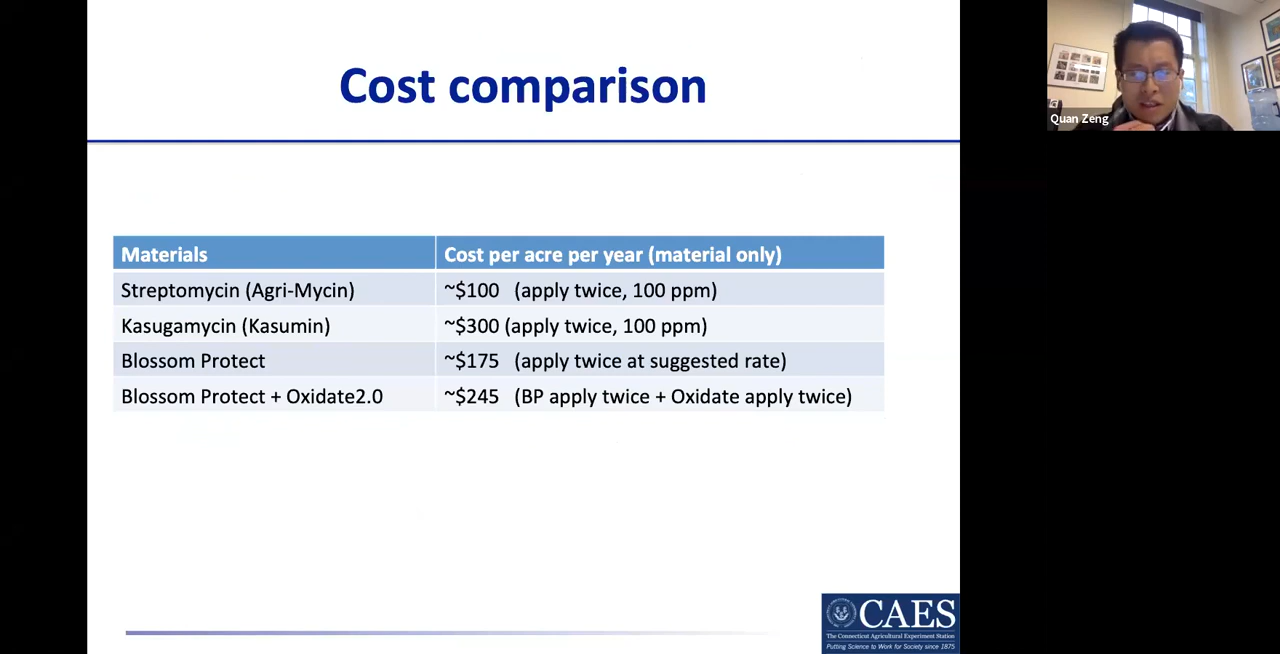 Cost comparison
Quan Zeng
Materials
Cost per acre per year (material only)
Streptomycin (Agri-Mycin)
~$100 (apply twice, 100 ppm)
Kasugamycin (Kasumin)
~$300 (apply twice, 100 ppm)
Blossom Protect
~$175 (apply twice at suggested rate)
Blossom Protect + Oxidate2.0
~$245 (BP apply twice + Oxidate apply twice)
CAES
The Connecticut Agricultural Experiment Station
Putting Science to Work for Society since 1875